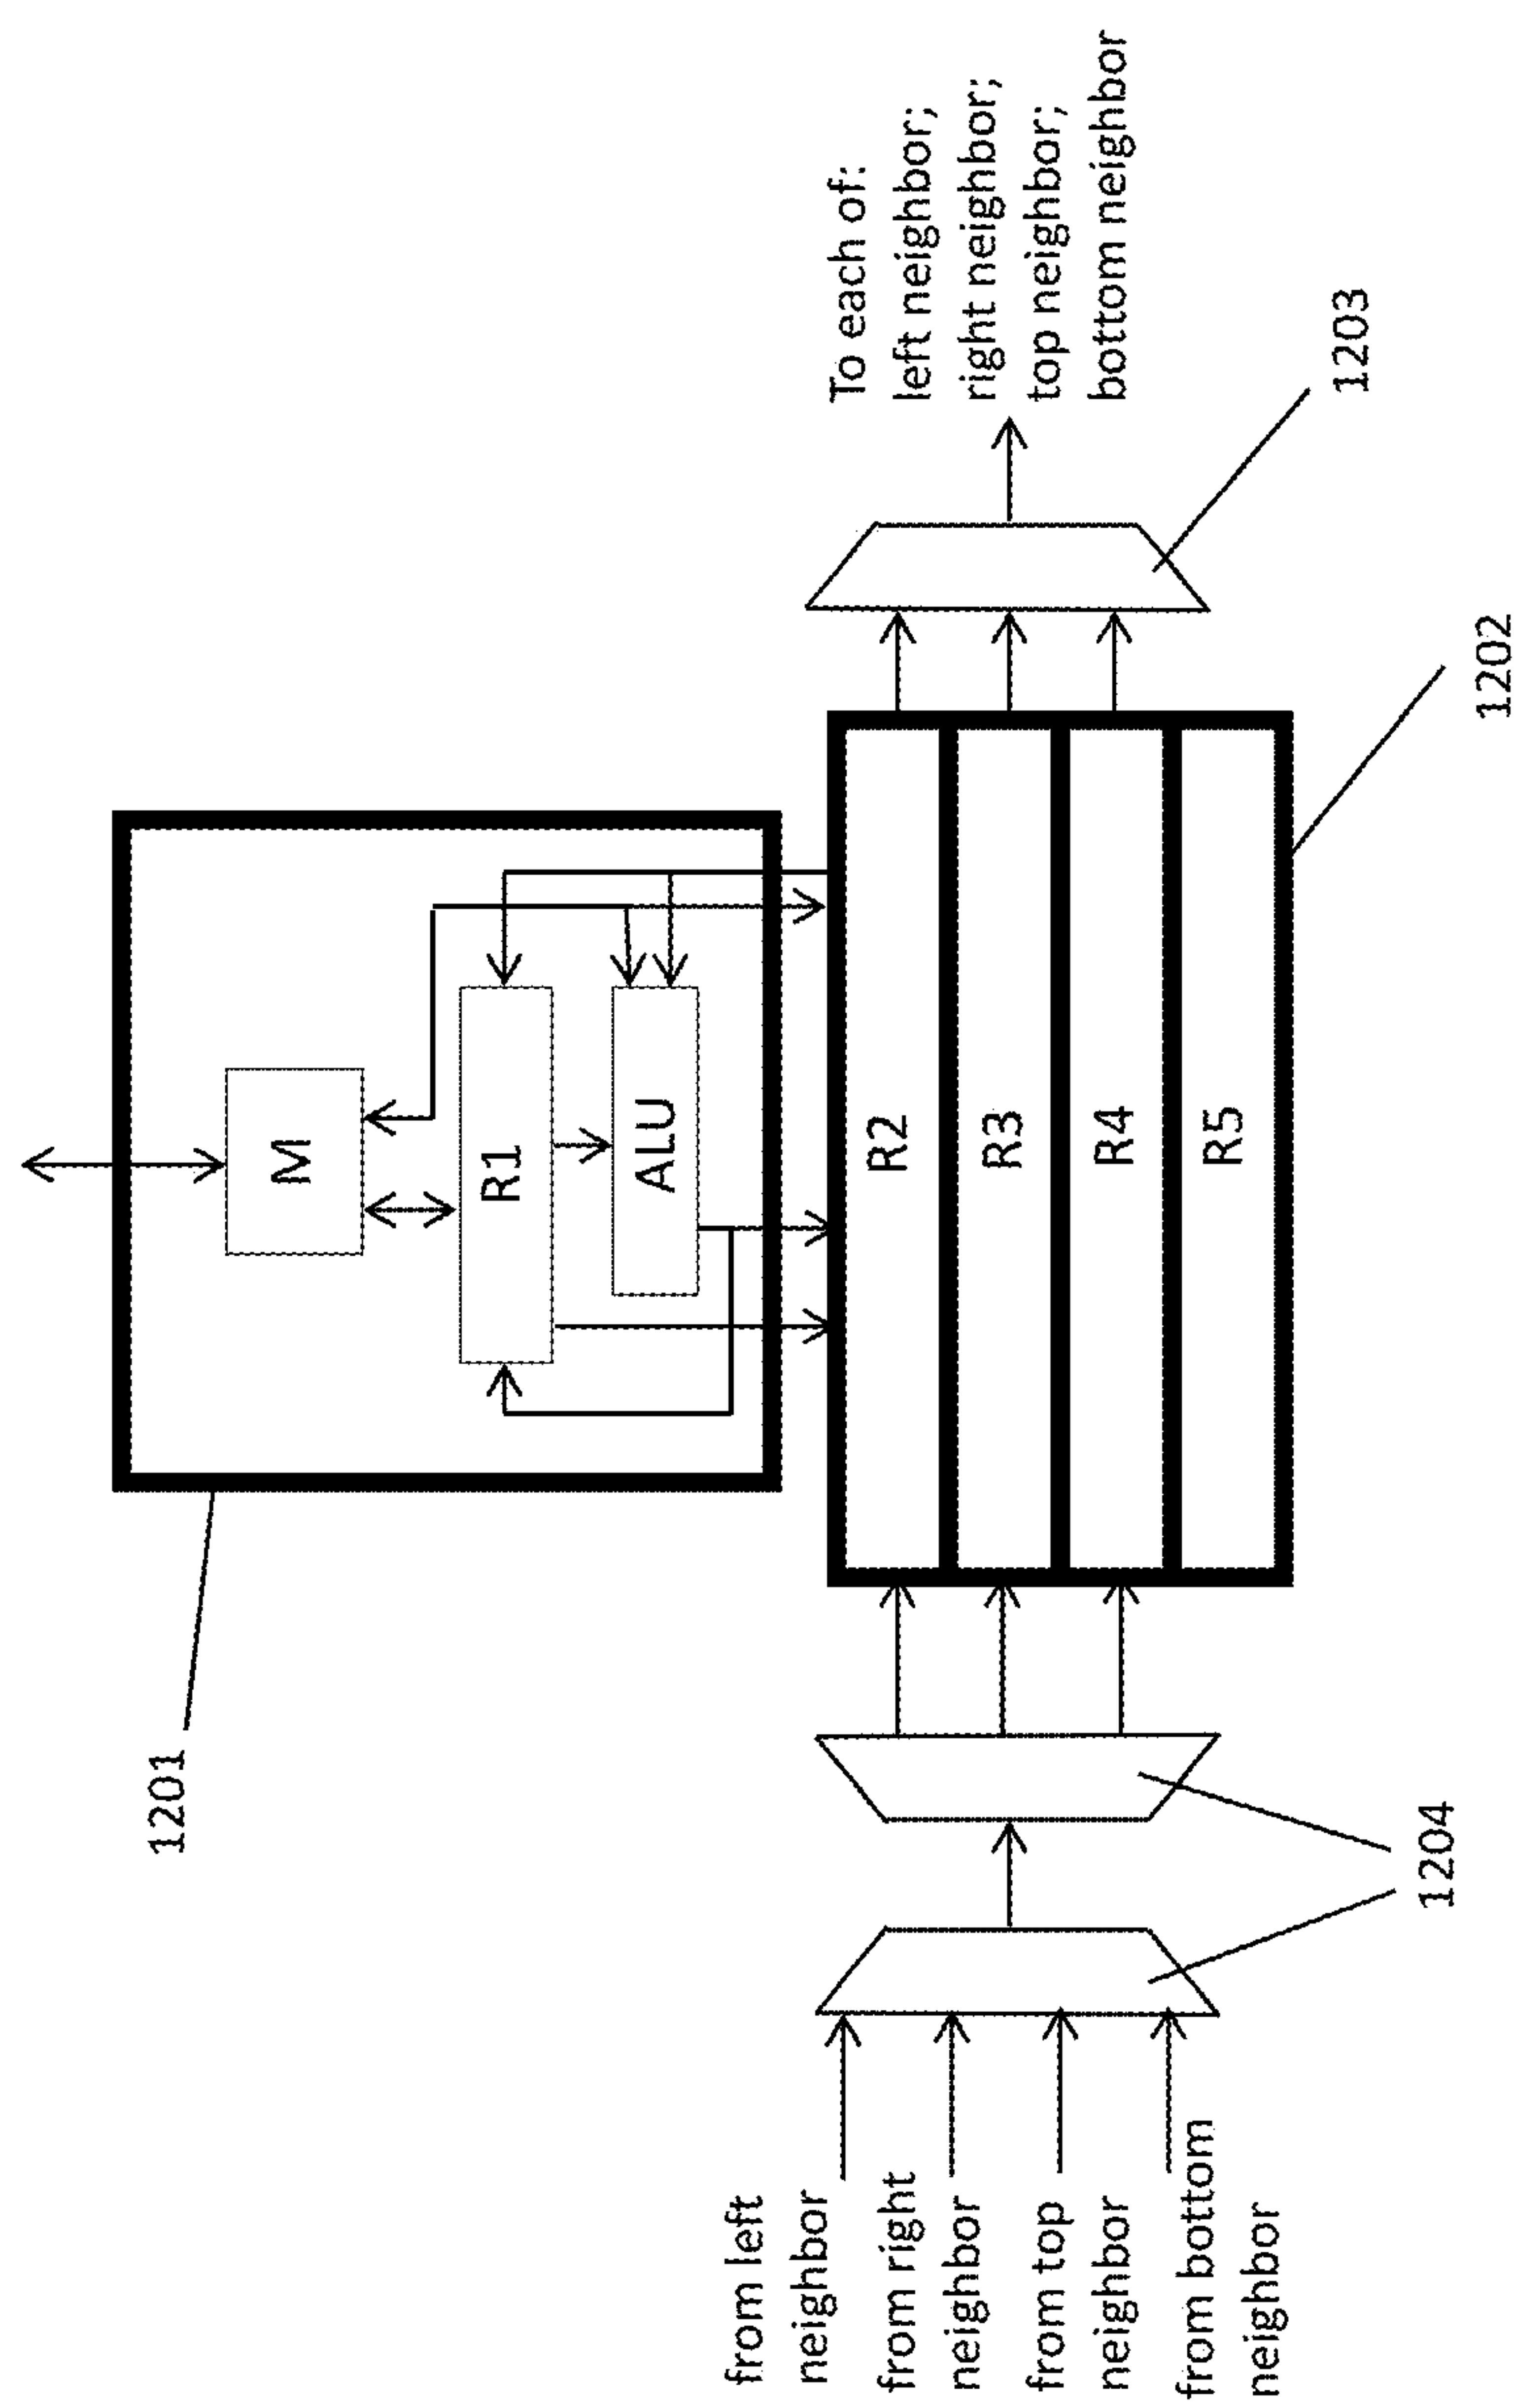 1201
M
R1
ALU
R2
R3
R4
R5
from left
neighbor
from right
neighbor
from top
neighbor
from bottom
neighbor
To each of:
left neighbor;
right neighbor;
top neighbor;
bottom neighbor
1204
1202
1203